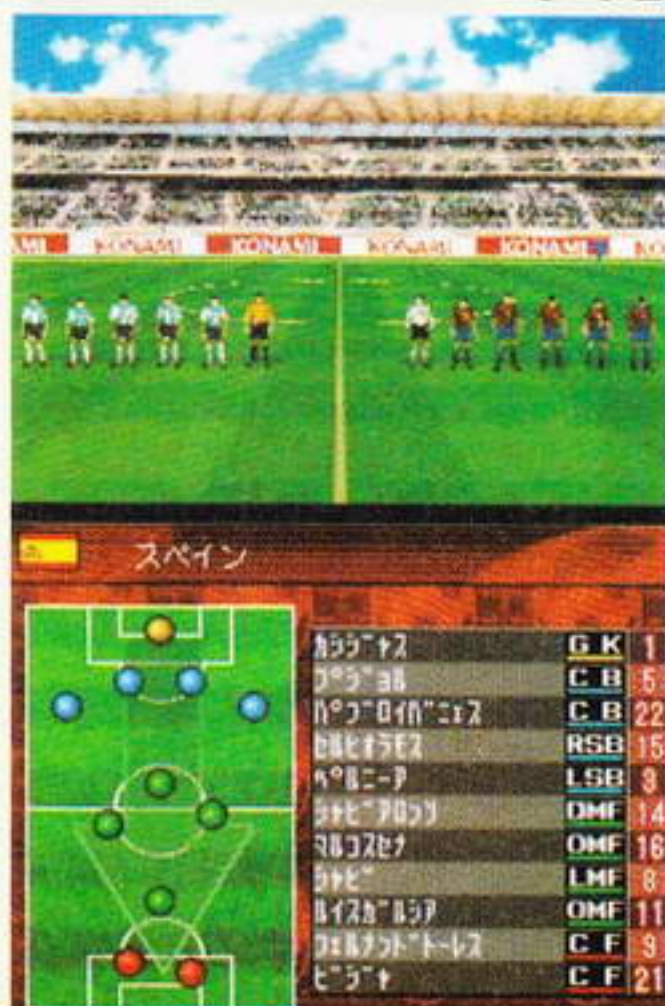 KONAMI KONAMI KONAMI KONAMI
スペイン
カシジャス GK 1
プジョル CB 5
パブロイバニェス CB 22
セルヒオラモス RSB 15
ペルニーア LSB 3
シャビアロンソ DMF 14
マルコスセナ OMF 16
シャビ LMF 8
ルイスガルシア OMF 11
フェルナンドトーレス CF 9
ビジャ CF 21